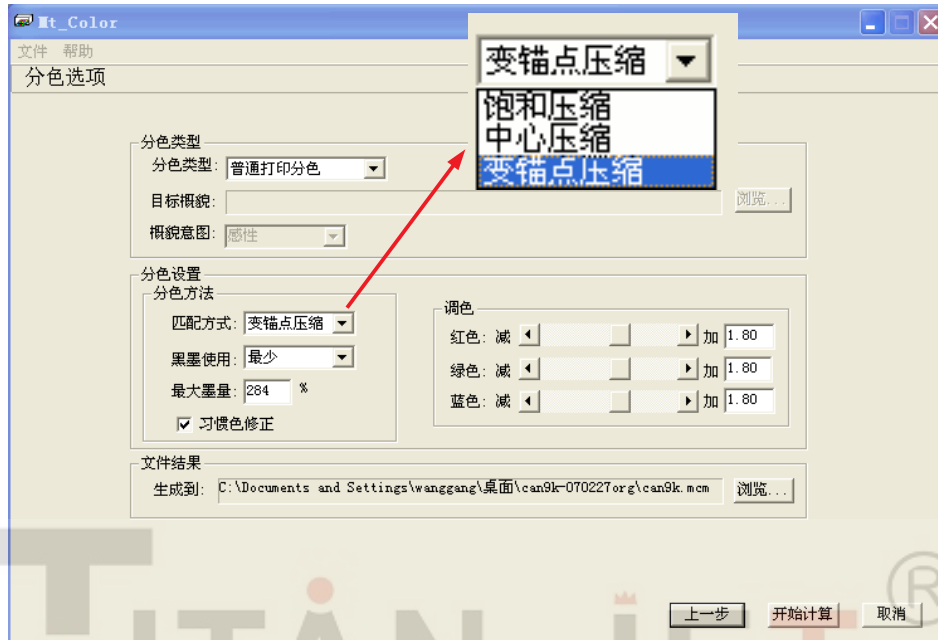 Mt_Color
文件 帮助
分色选项
变锚点压缩
饱和压缩
中心压缩
变锚点压缩
分色类型
分色类型: 普通打印分色
目标概貌: 浏览...
概貌意图: 感性
分色设置
分色方法
匹配方式: 变锚点压缩
黑墨使用: 最少
最大墨量: 284 %
习惯色修正
调色
红色: 减 加 1.80
绿色: 减 加 1.80
蓝色: 减 加 1.80
文件结果
生成到: C:\Documents and Settings\wanggang\桌面\can9k-070227org\can9k.mcm 浏览...
TITAN JET®
上一步 开始计算 取消